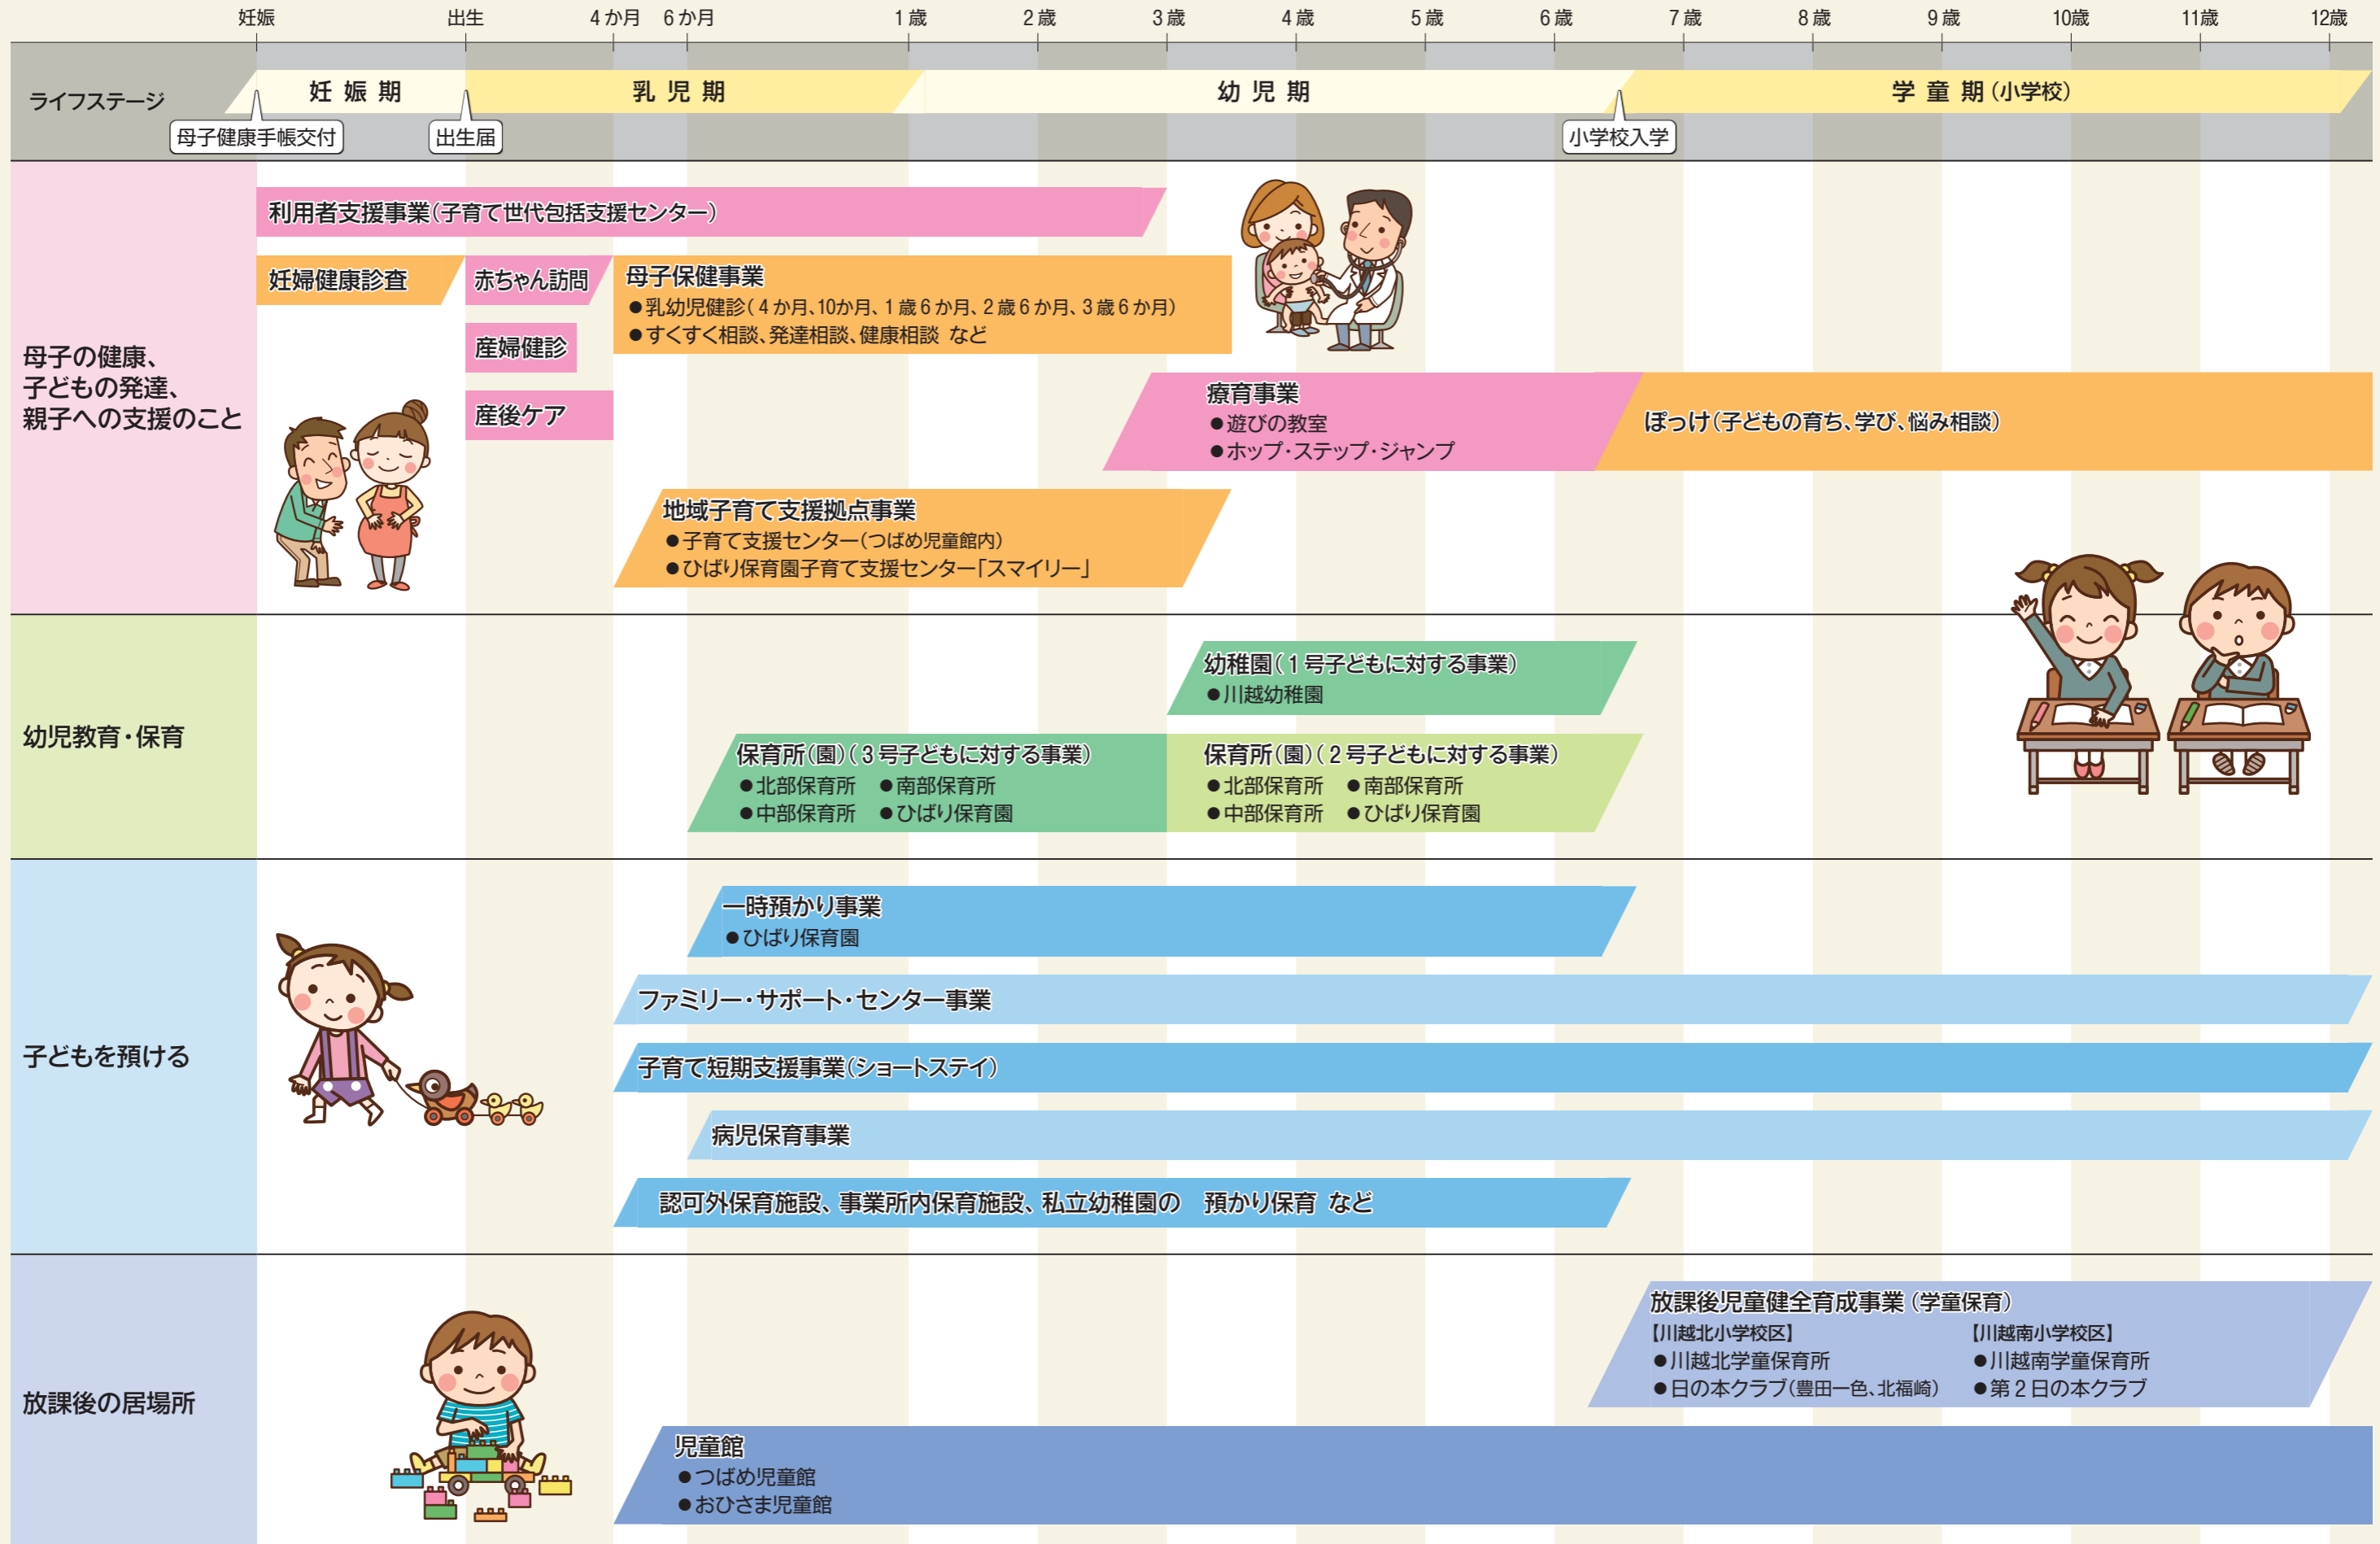 妊娠 出生 4か月 6か月 1歳 2歳 3歳 4歳 5歳 6歳 7歳 8歳 9歳 10歳 11歳 12歳
ライフステージ
妊娠期 乳児期 幼児期 学童期（小学校）
母子健康手帳交付 出生届 小学校入学
母子の健康、
子どもの発達、
親子への支援のこと
利用者支援事業（子育て世代包括支援センター）
妊婦健康診査
赤ちゃん訪問
産婦健診
産後ケア
母子保健事業
●乳幼児健診（4か月、10か月、1歳6か月、2歳6か月、3歳6か月）
●すくすく相談、発達相談、健康相談 など
療育事業
●遊びの教室
●ホップ・ステップ・ジャンプ
ぽっけ（子どもの育ち、学び、悩み相談）
地域子育て支援拠点事業
●子育て支援センター（つばめ児童館内）
●ひばり保育園子育て支援センター「スマイリー」
幼児教育・保育
幼稚園（1号子どもに対する事業）
●川越幼稚園
保育所（園）（3号子どもに対する事業）
●北部保育所 ●南部保育所
●中部保育所 ●ひばり保育園
保育所（園）（2号子どもに対する事業）
●北部保育所 ●南部保育所
●中部保育所 ●ひばり保育園
子どもを預ける
一時預かり事業
●ひばり保育園
ファミリー・サポート・センター事業
子育て短期支援事業（ショートステイ）
病児保育事業
認可外保育施設、事業所内保育施設、私立幼稚園の 預かり保育 など
放課後の居場所
放課後児童健全育成事業（学童保育）
【川越北小学校区】
●川越北学童保育所
●日の本クラブ（豊田一色、北福崎）
【川越南小学校区】
●川越南学童保育所
●第2日の本クラブ
児童館
●つばめ児童館
●おひさま児童館